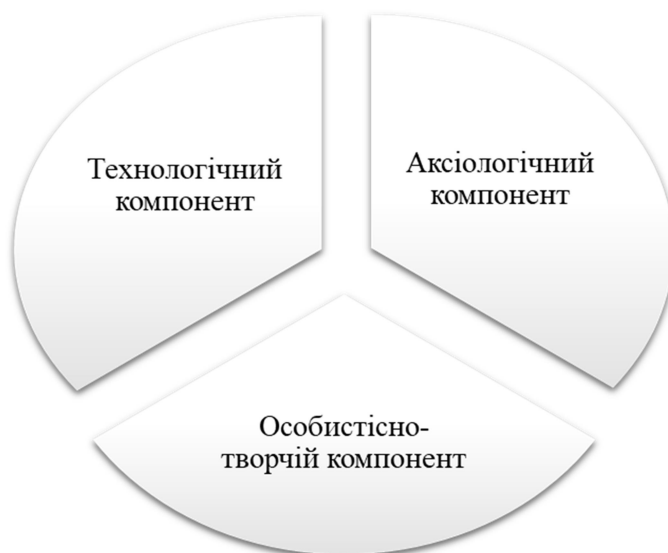 Технологічний
компонент
Аксіологічний
компонент
Особистісно-
творчій компонент